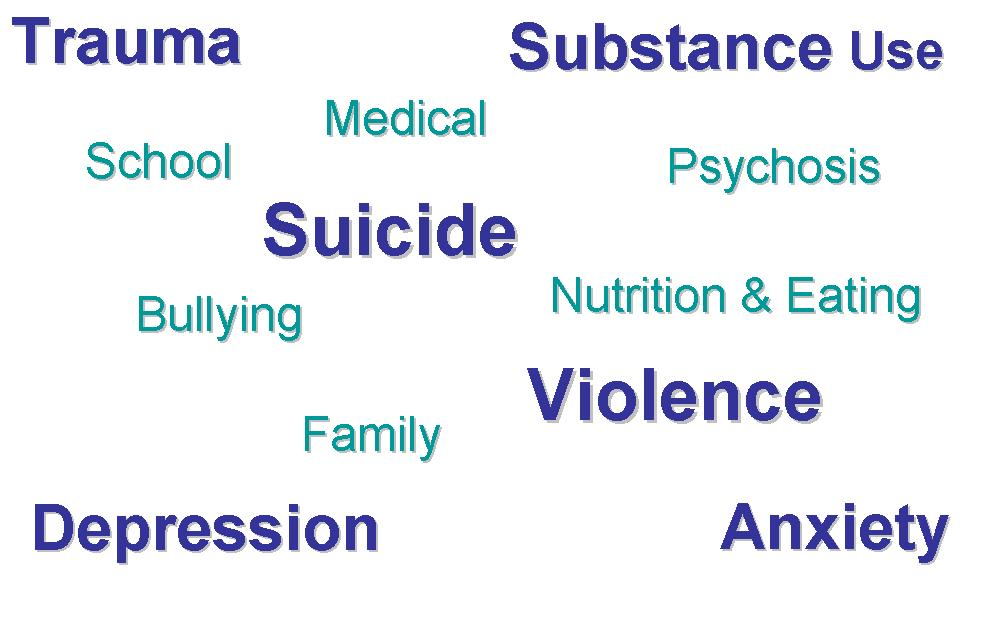 Trauma
Substance Use
Medical
School
Psychosis
Suicide
Nutrition & Eating
Bullying
Violence
Family
Depression
Anxiety